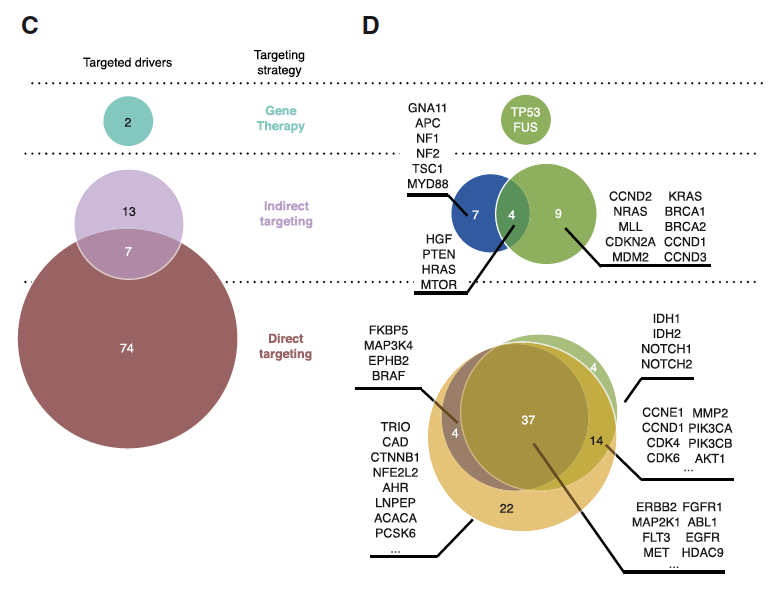 C
D
Targeted drivers
Targeting
strategy
2
Gene
Therapy
TP53
FUS
GNA11
APC
NF1
NF2
TSC1
MYD88
13
7
Indirect
targeting
7
4
9
CCND2 KRAS
NRAS BRCA1
MLL BRCA2
CDKN2A CCND1
MDM2 CCND3
HGF
PTEN
HRAS
MTOR
74
Direct
targeting
FKBP5
MAP3K4
EPHB2
BRAF
IDH1
IDH2
NOTCH1
NOTCH2
4
37
4
14
22
TRIO
CAD
CTNNB1
NFE2L2
AHR
LNPEP
ACACA
PCSK6
...
CCNE1 MMP2
CCND1 PIK3CA
CDK4 PIK3CB
CDK6 AKT1
...
ERBB2 FGFR1
MAP2K1 ABL1
FLT3 EGFR
MET HDAC9
...